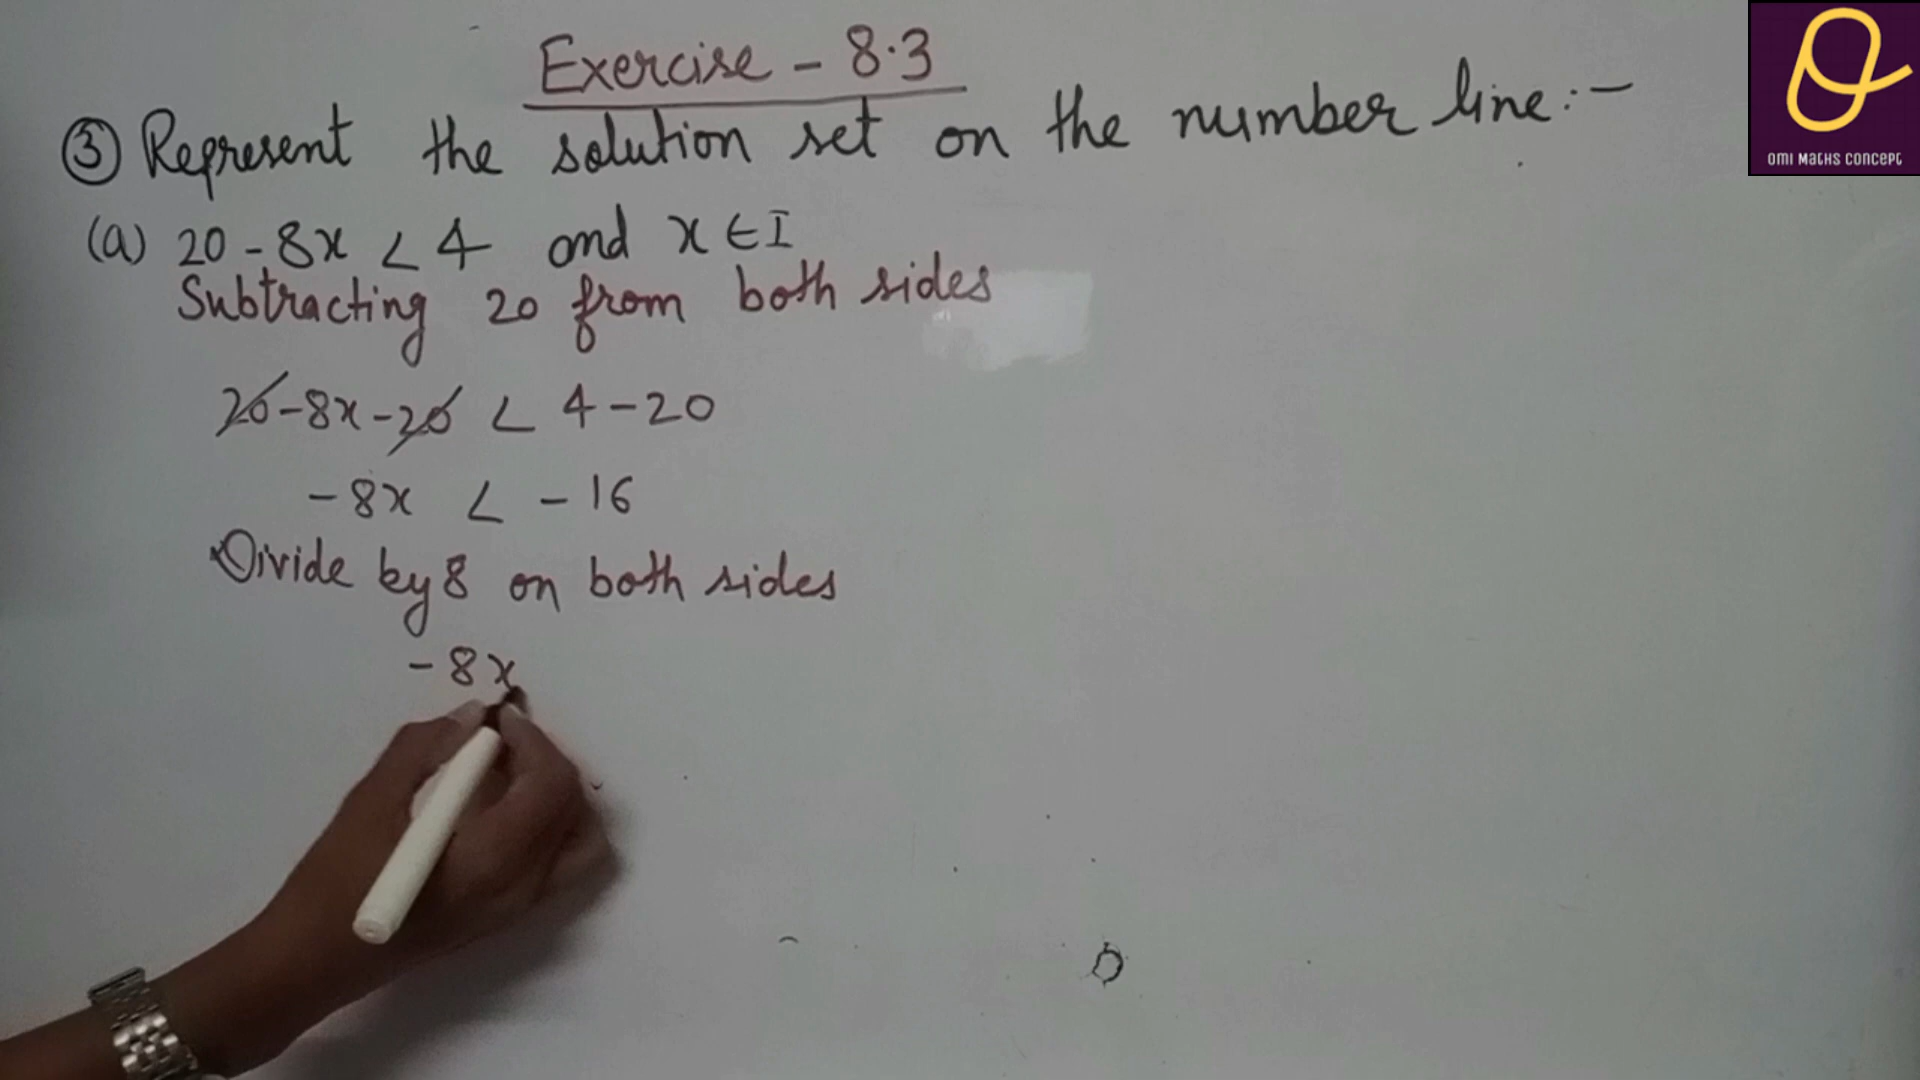 Exercise - 8.3
③ Represent the solution set on the number line:-
(a) 20 - 8x < 4 and x ∈ I
Subtracting 20 from both sides
20 - 8x - 20 < 4 - 20
- 8x < - 16
Divide by 8 on both sides
- 8x
OMI MATHS CONCEPT